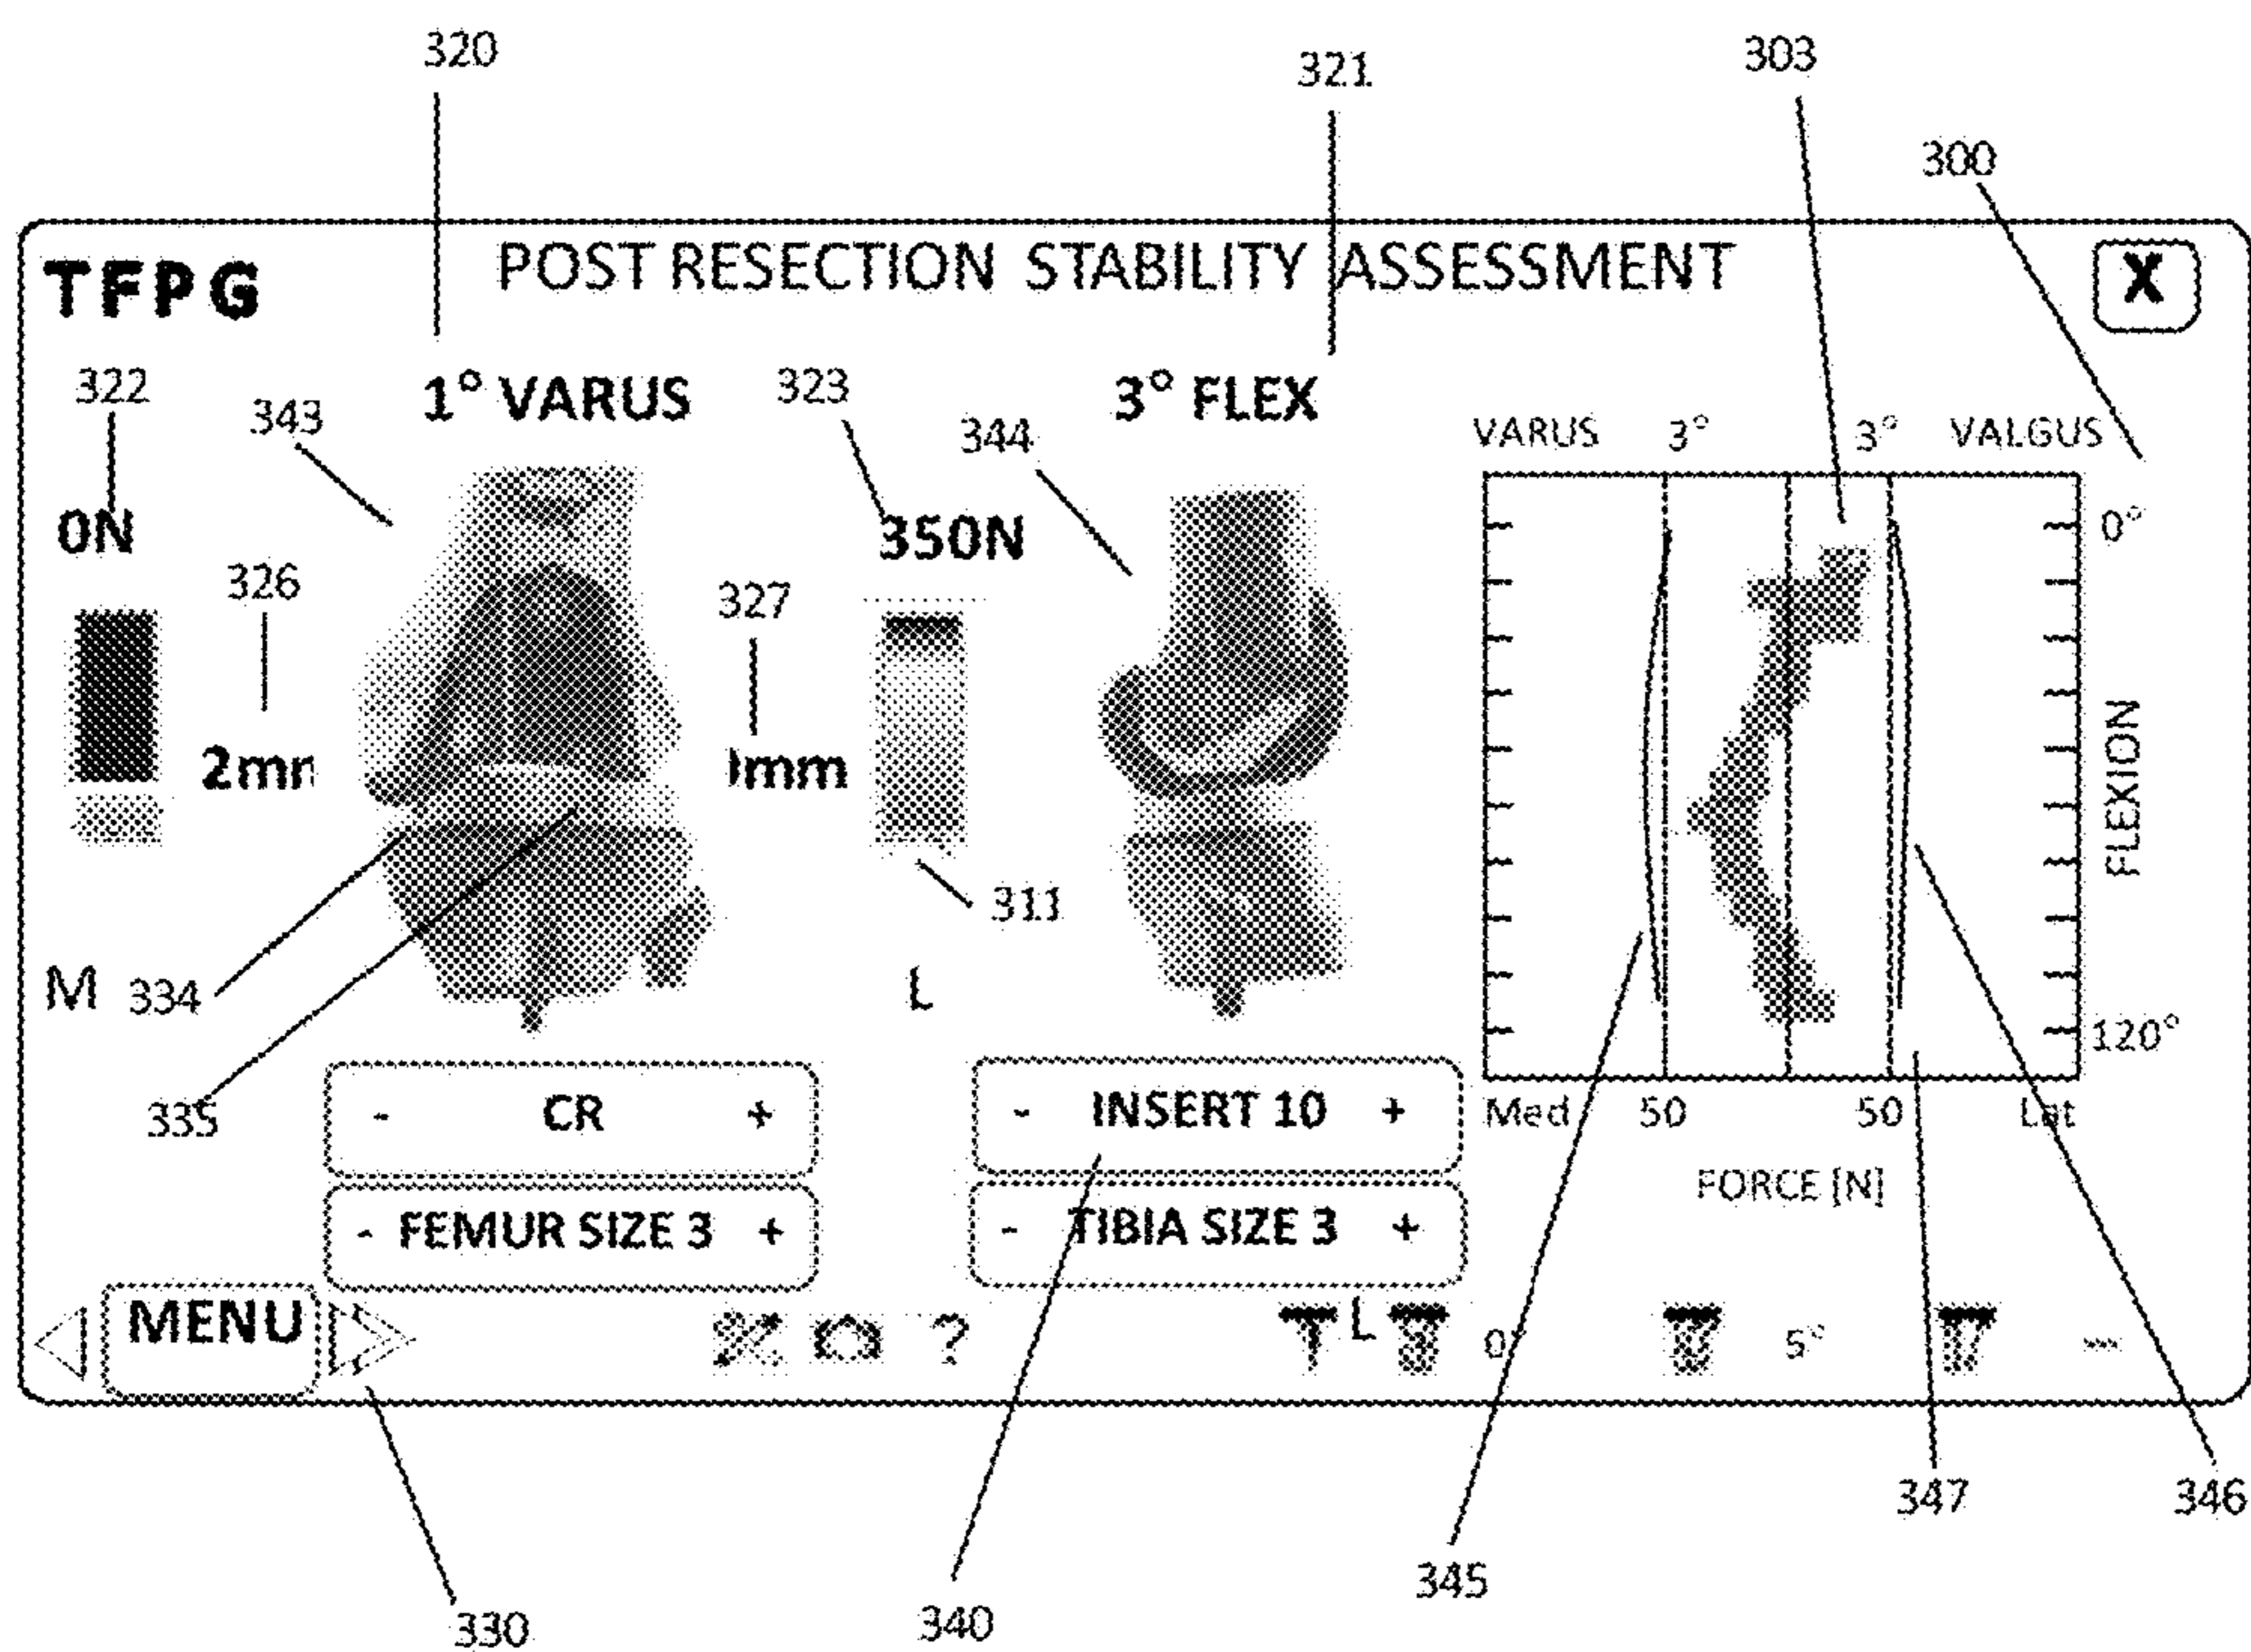 320
321
303
300
TFPG
POST RESECTION STABILITY ASSESSMENT
X
322
343
1° VARUS
323
344
3° FLEX
VARUS 3° 3° VALGUS
0N
350N
0°
326
327
2mm
mm
FLEXION
311
M
334
L
120°
335
- CR +
- INSERT 10 +
Med 50 50 Lat
FORCE [N]
- FEMUR SIZE 3 +
- TIBIA SIZE 3 +
MENU
?
L
0°
5°
---
347
346
345
340
330